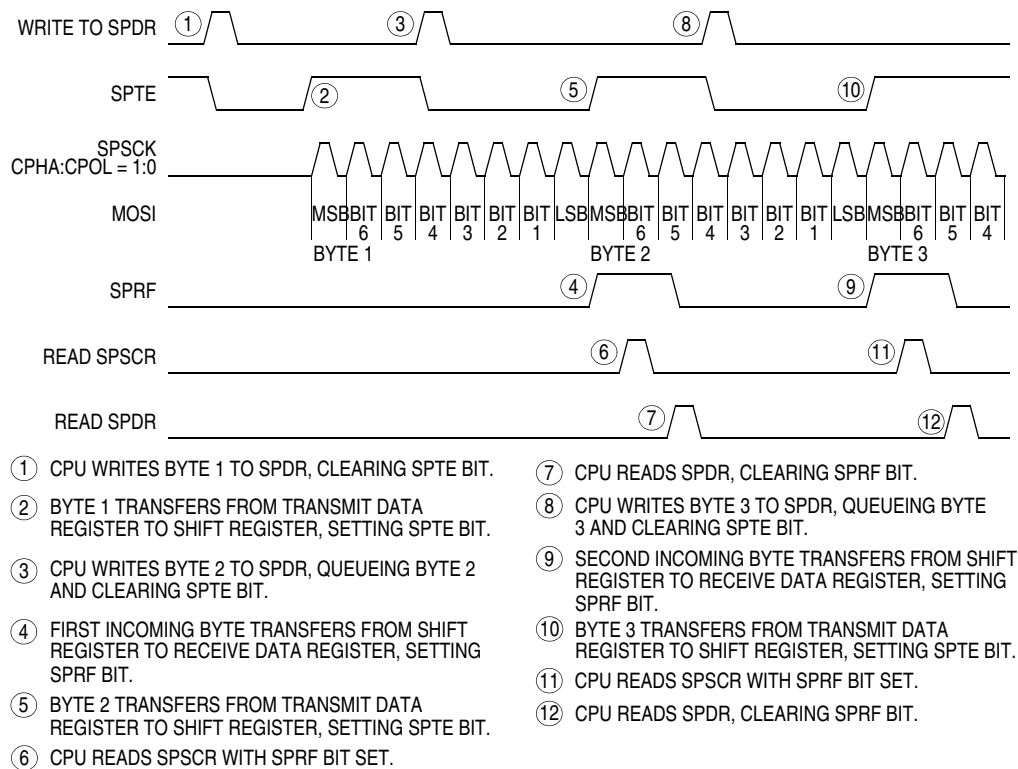 WRITE TO SPDR
1
3
8
SPTE
2
5
10
SPSCK
CPHA:CPOL = 1:0
MOSI
MSB BIT 6 BIT 5 BIT 4 BIT 3 BIT 2 BIT 1 LSB MSB BIT 6 BIT 5 BIT 4 BIT 3 BIT 2 BIT 1 LSB MSB BIT 6 BIT 5 BIT 4
BYTE 1
BYTE 2
BYTE 3
SPRF
4
9
READ SPSCR
6
11
READ SPDR
7
12
1 CPU WRITES BYTE 1 TO SPDR, CLEARING SPTE BIT.
2 BYTE 1 TRANSFERS FROM TRANSMIT DATA
REGISTER TO SHIFT REGISTER, SETTING SPTE BIT.
3 CPU WRITES BYTE 2 TO SPDR, QUEUEING BYTE 2
AND CLEARING SPTE BIT.
4 FIRST INCOMING BYTE TRANSFERS FROM SHIFT
REGISTER TO RECEIVE DATA REGISTER, SETTING
SPRF BIT.
5 BYTE 2 TRANSFERS FROM TRANSMIT DATA
REGISTER TO SHIFT REGISTER, SETTING SPTE BIT.
6 CPU READS SPSCR WITH SPRF BIT SET.
7 CPU READS SPDR, CLEARING SPRF BIT.
8 CPU WRITES BYTE 3 TO SPDR, QUEUEING BYTE
3 AND CLEARING SPTE BIT.
9 SECOND INCOMING BYTE TRANSFERS FROM SHIFT
REGISTER TO RECEIVE DATA REGISTER, SETTING
SPRF BIT.
10 BYTE 3 TRANSFERS FROM TRANSMIT DATA
REGISTER TO SHIFT REGISTER, SETTING SPTE BIT.
11 CPU READS SPSCR WITH SPRF BIT SET.
12 CPU READS SPDR, CLEARING SPRF BIT.